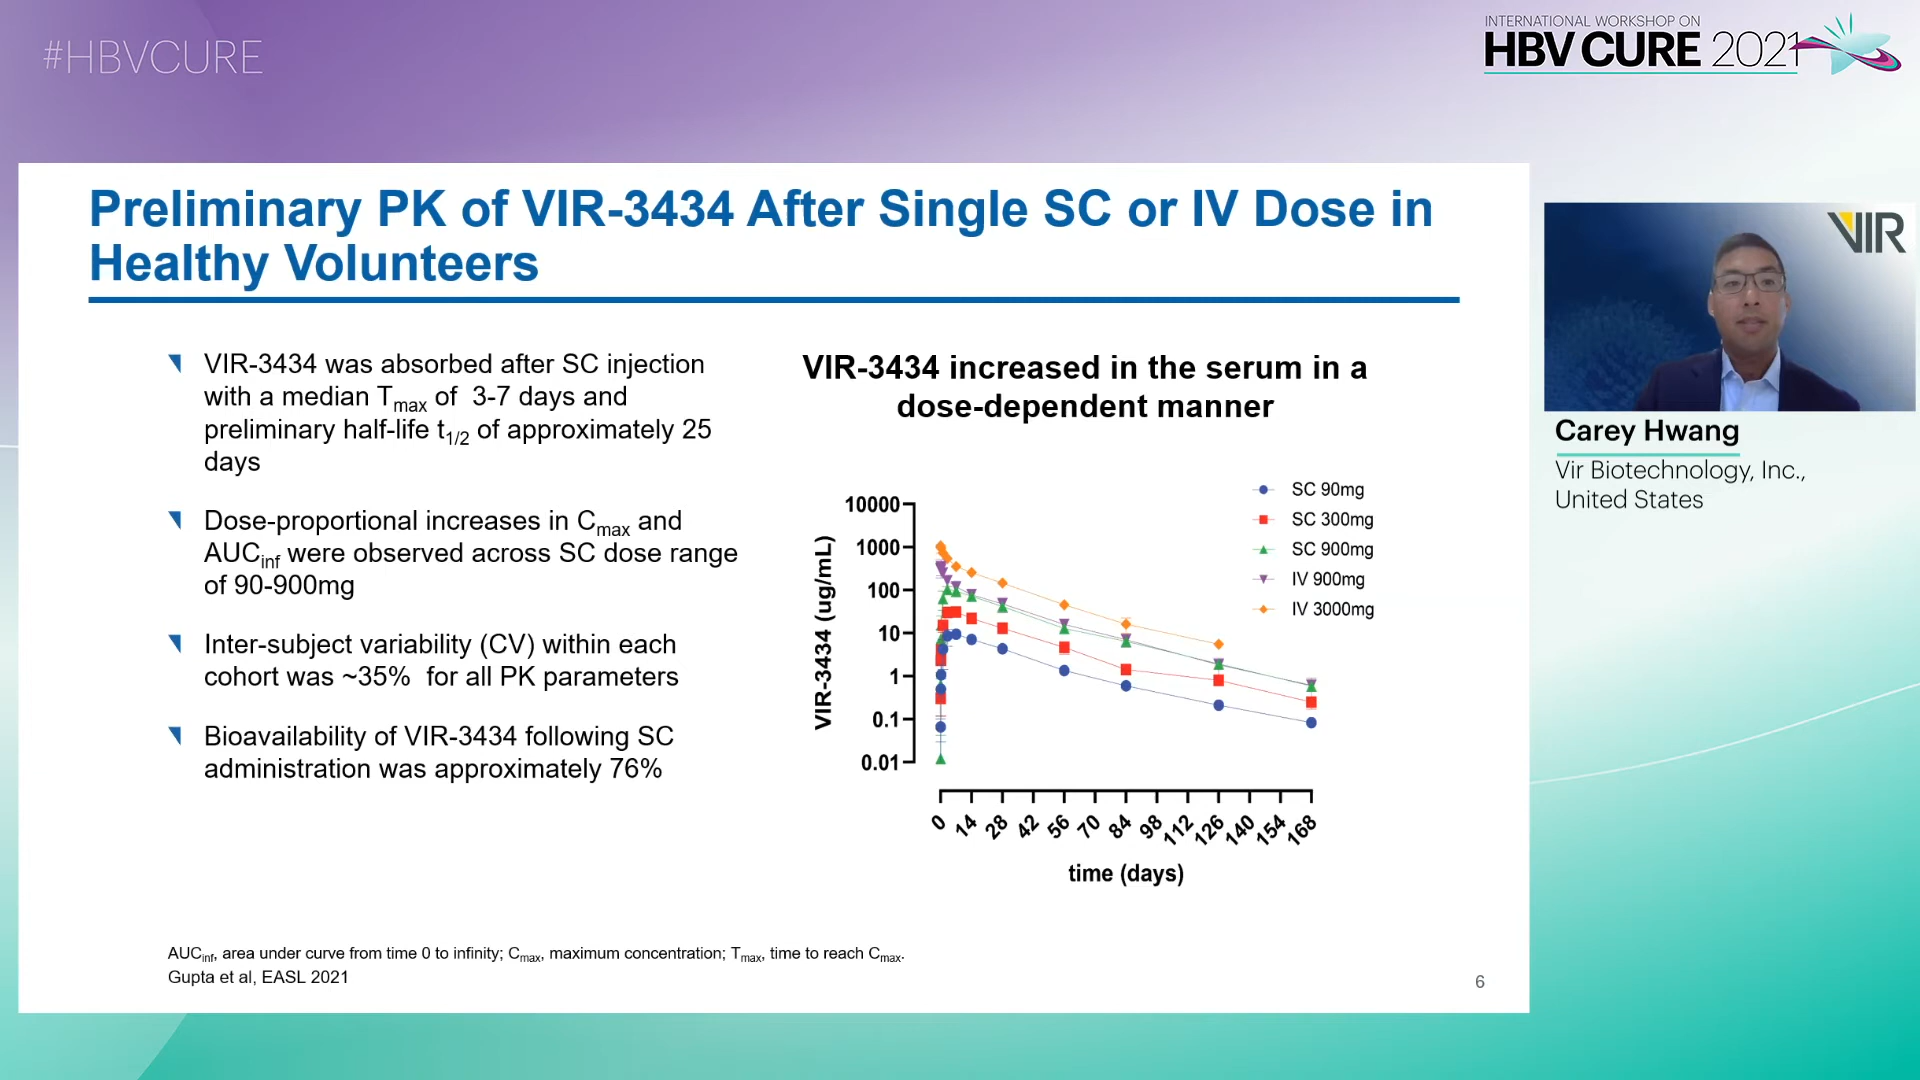 #HBVCURE
INTERNATIONAL WORKSHOP ON
HBV CURE 2021
Preliminary PK of VIR-3434 After Single SC or IV Dose in
Healthy Volunteers
VIR-3434 was absorbed after SC injection
with a median Tmax of 3-7 days and
preliminary half-life t1/2 of approximately 25
days
Dose-proportional increases in Cmax and
AUCinf were observed across SC dose range
of 90-900mg
Inter-subject variability (CV) within each
cohort was ~35% for all PK parameters
Bioavailability of VIR-3434 following SC
administration was approximately 76%
VIR-3434 increased in the serum in a
dose-dependent manner
SC 90mg
SC 300mg
SC 900mg
IV 900mg
IV 3000mg
VIR-3434 (ug/mL)
10000
1000
100
10
1
0.1
0.01
0 14 28 42 56 70 84 98 112 126 140 154 168
time (days)
AUCinf, area under curve from time 0 to infinity; Cmax, maximum concentration; Tmax, time to reach Cmax.
Gupta et al, EASL 2021
6
VIR
Carey Hwang
Vir Biotechnology, Inc.,
United States